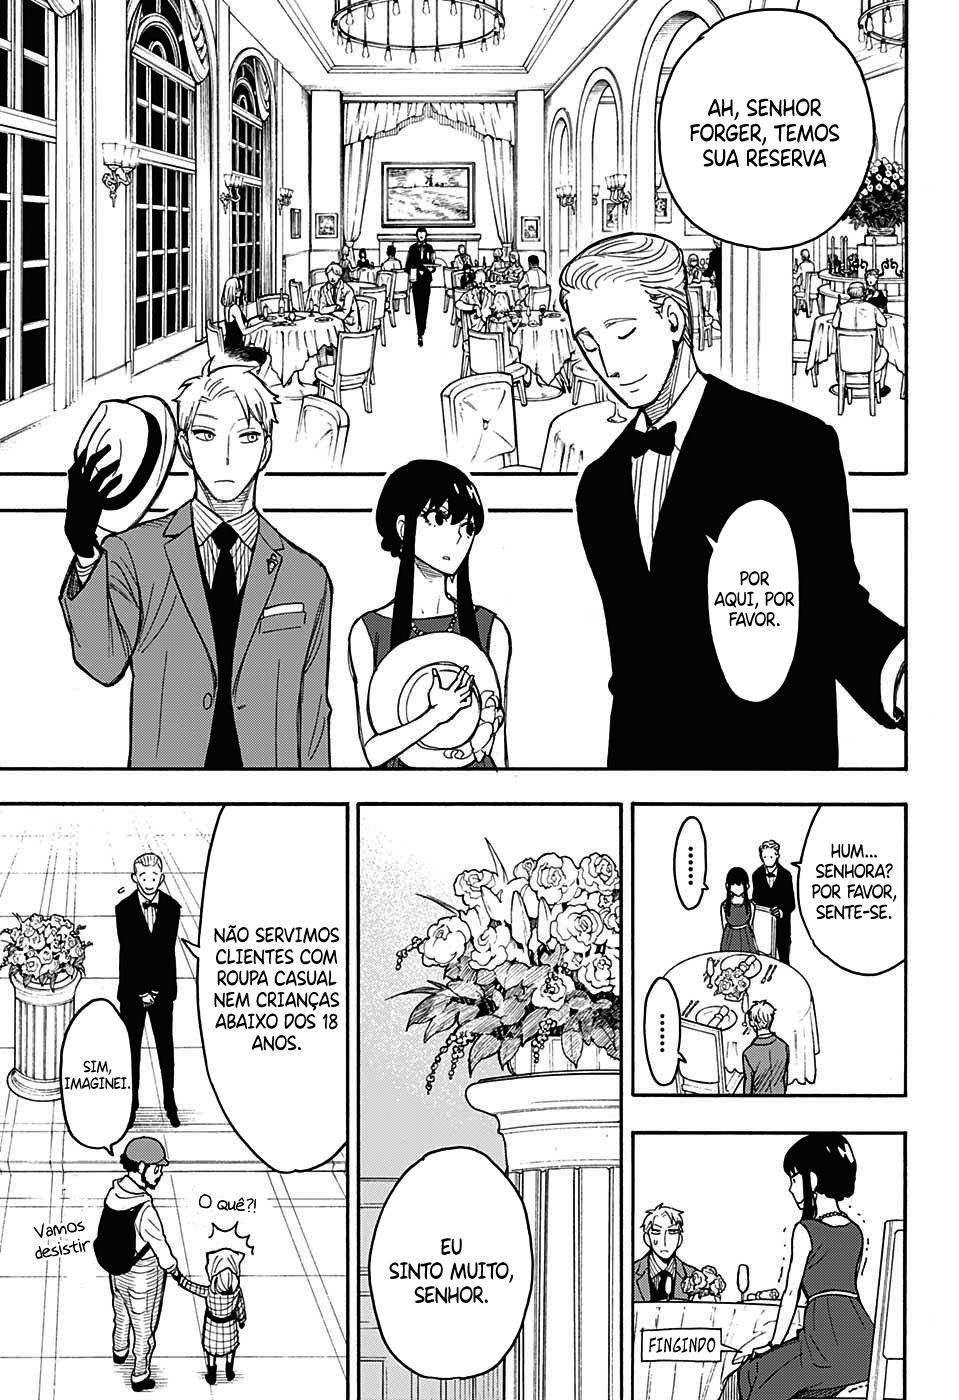 AH, SENHOR
FORGER, TEMOS
SUA RESERVA
POR
AQUI, POR
FAVOR.
HUM...
SENHORA?
POR FAVOR,
SENTE-SE.
........
........
FINGINDO
EU
SINTO MUITO,
SENHOR.
NÃO SERVIMOS
CLIENTES COM
ROUPA CASUAL
NEM CRIANÇAS
ABAIXO DOS 18
ANOS.
SIM,
IMAGINEI.
O quê?!
Vamos
desistir